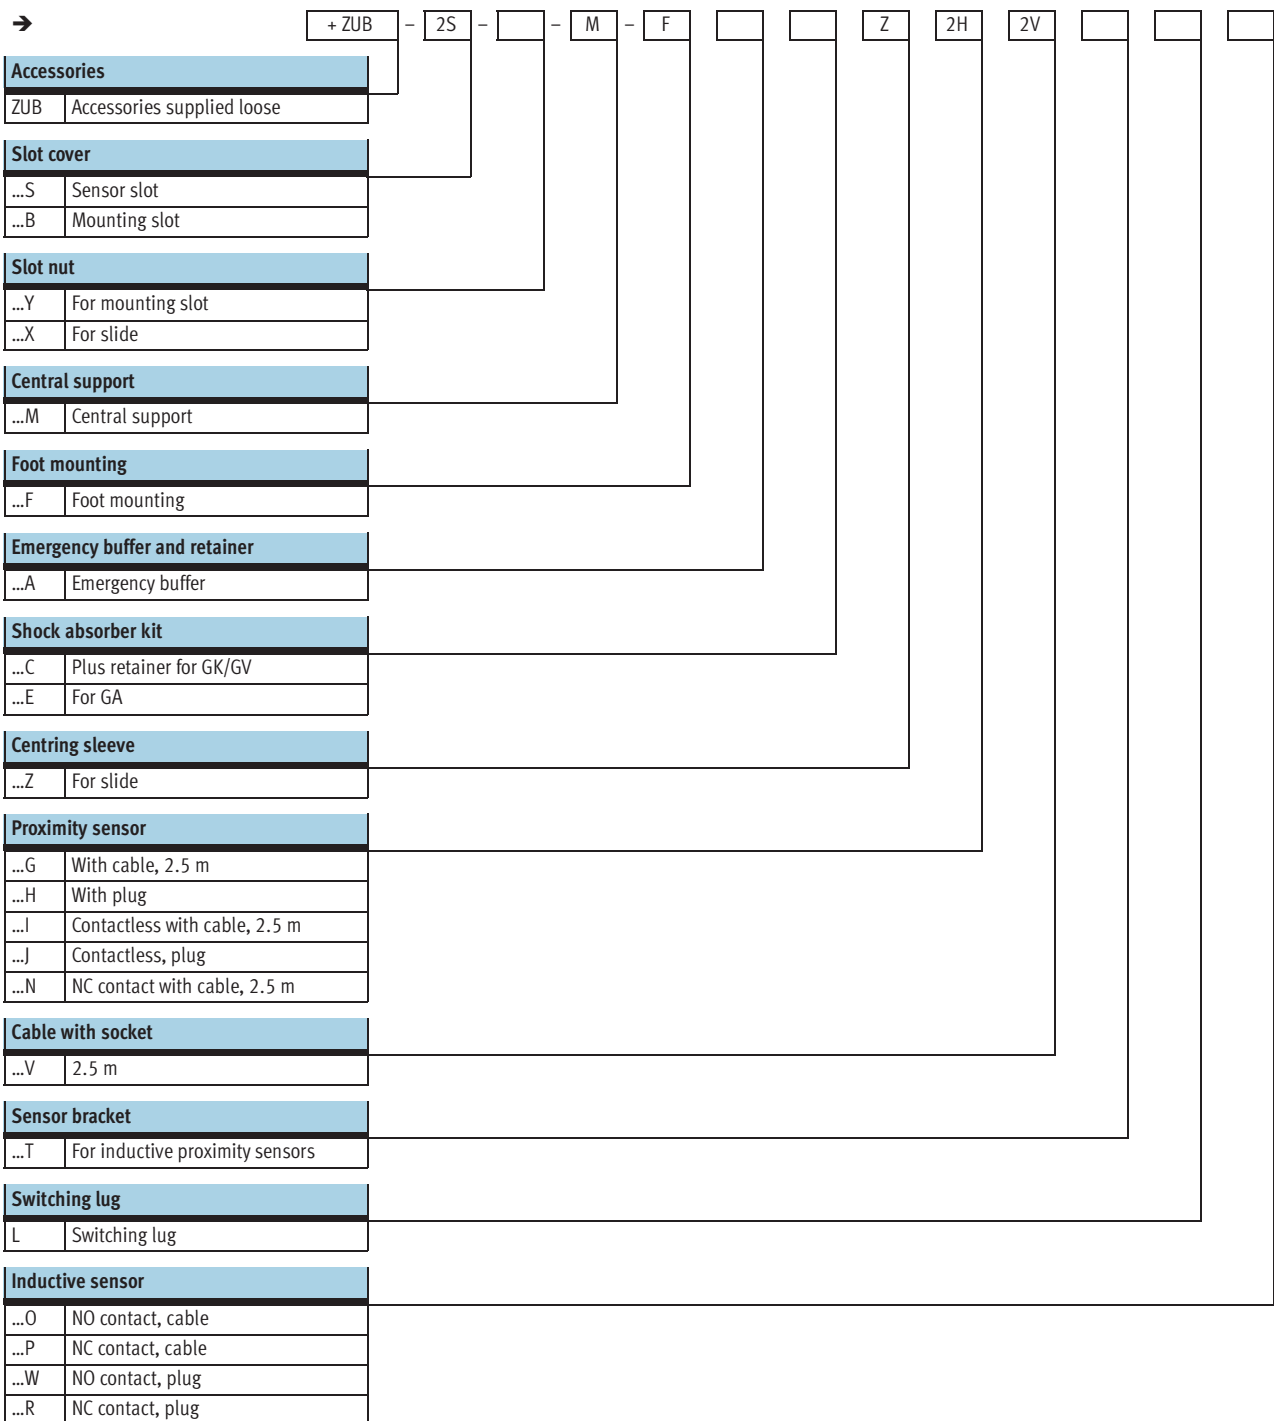 ➔ + ZUB – 2S – – M – F Z 2H 2V
Accessories
ZUB Accessories supplied loose
Slot cover
...S Sensor slot
...B Mounting slot
Slot nut
...Y For mounting slot
...X For slide
Central support
...M Central support
Foot mounting
...F Foot mounting
Emergency buffer and retainer
...A Emergency buffer
Shock absorber kit
...C Plus retainer for GK/GV
...E For GA
Centring sleeve
...Z For slide
Proximity sensor
...G With cable, 2.5 m
...H With plug
...I Contactless with cable, 2.5 m
...J Contactless, plug
...N NC contact with cable, 2.5 m
Cable with socket
...V 2.5 m
Sensor bracket
...T For inductive proximity sensors
Switching lug
L Switching lug
Inductive sensor
...O NO contact, cable
...P NC contact, cable
...W NO contact, plug
...R NC contact, plug